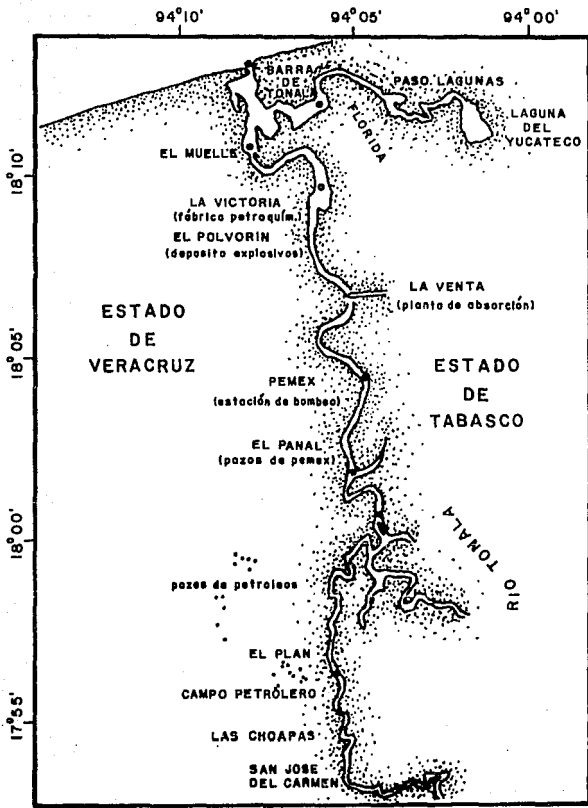 94°10'
94°05'
94°00'
BARRA
DE
TONALA
PASO LAGUNAS
FLORIDA
LAGUNA
DEL
YUCATECO
18°10'
EL MUELLE
LA VICTORIA
(fábrica petroquím.)
EL POLVORIN
(deposito explosivos)
LA VENTA
(planta de absorción)
ESTADO
DE
VERACRUZ
18°05'
PEMEX
(estación de bombeo)
ESTADO
DE
TABASCO
EL PANAL
(pozos de pemex)
18°00'
RIO TONALA
pozos de petroleos
EL PLAN
CAMPO PETRÓLERO
17°55'
LAS CHOAPAS
SAN JOSE
DEL CARMEN